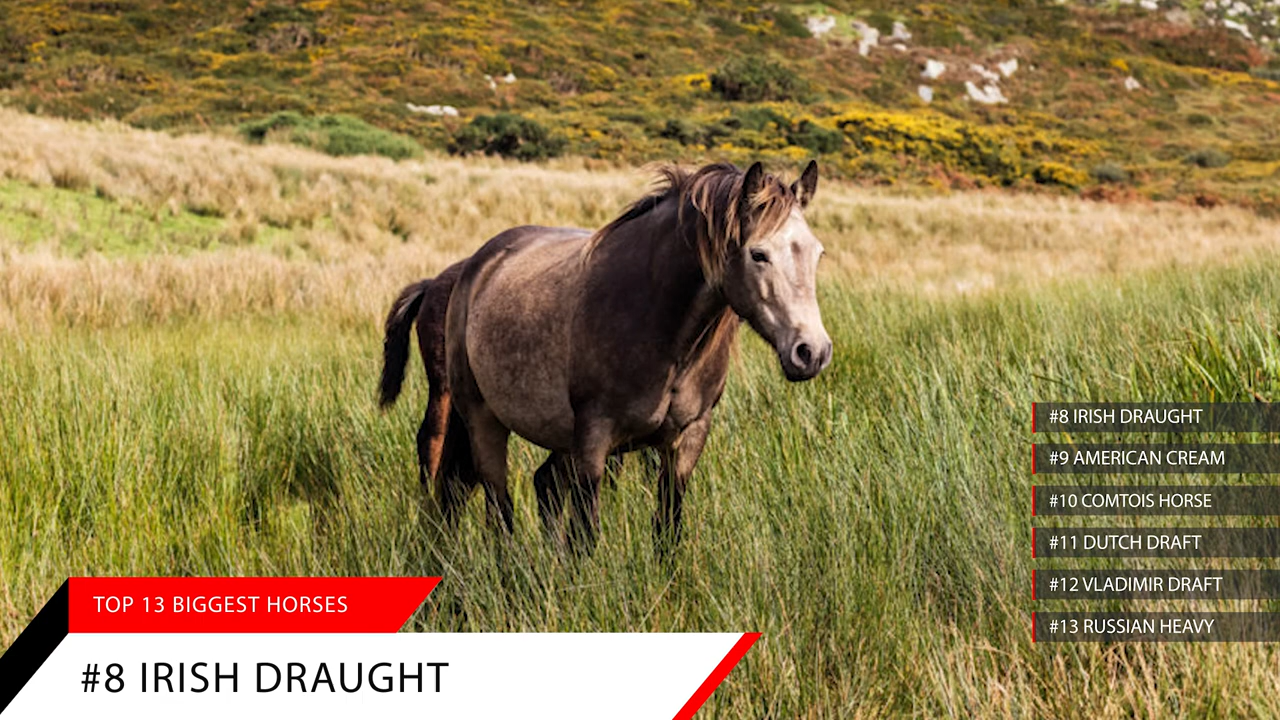 #8 IRISH DRAUGHT
#9 AMERICAN CREAM
#10 COMTOIS HORSE
#11 DUTCH DRAFT
#12 VLADIMIR DRAFT
#13 RUSSIAN HEAVY
TOP 13 BIGGEST HORSES
#8 IRISH DRAUGHT